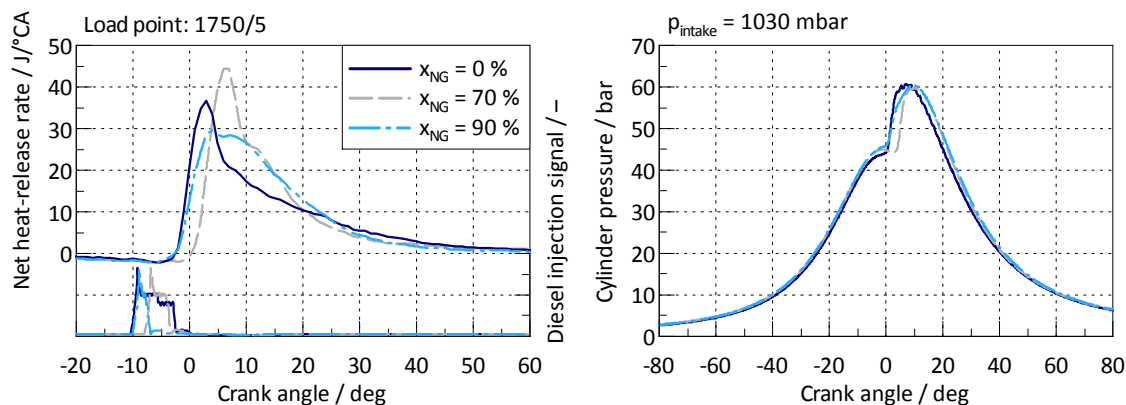 Load point: 1750/5
Net heat-release rate / J/°CA
50
40
30
20
10
0
x_NG = 0 %
x_NG = 70 %
x_NG = 90 %
Diesel injection signal / –
-20 -10 0 10 20 30 40 50 60
Crank angle / deg
p_intake = 1030 mbar
Cylinder pressure / bar
70
60
50
40
30
20
10
0
-80 -60 -40 -20 0 20 40 60 80
Crank angle / deg